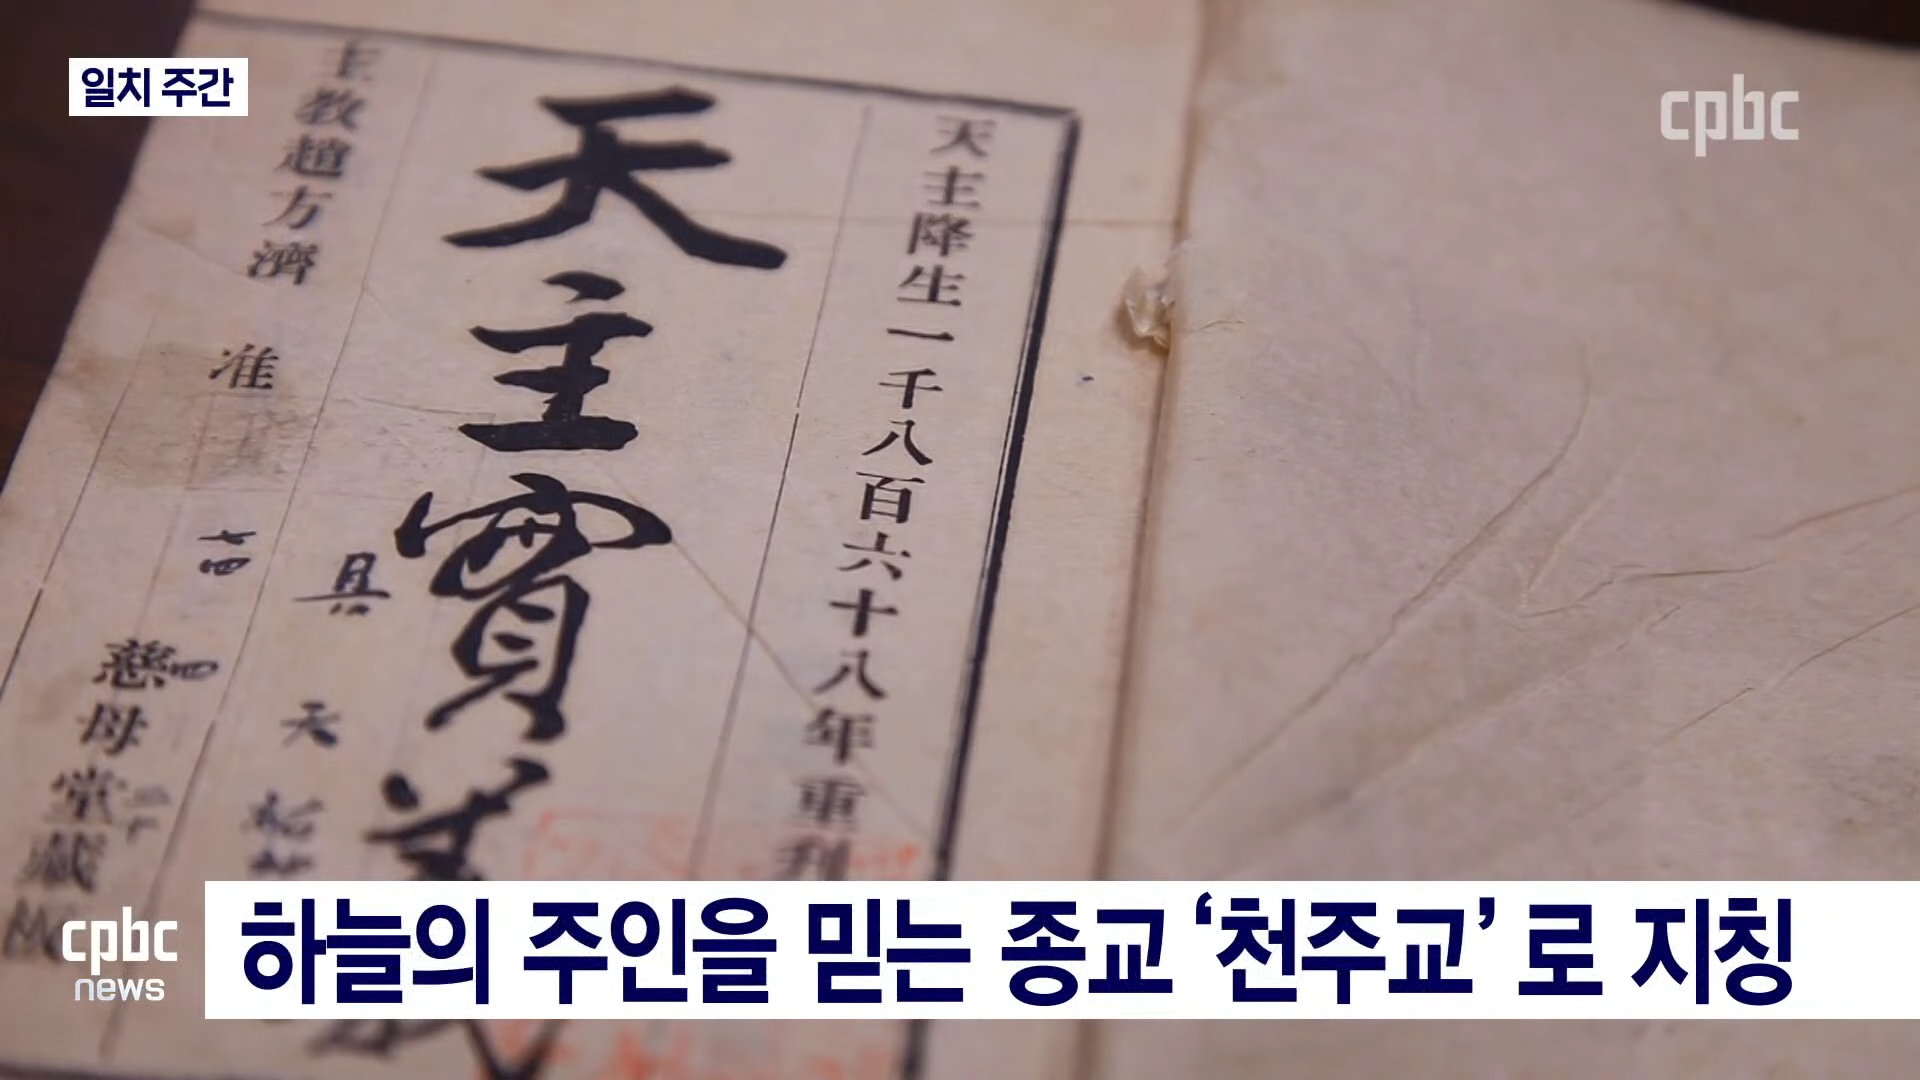 일치 주간
cpbc
天主降生一千八百六十八年重刊
天主實義
主教趙方濟 准
慈母堂藏板
cpbc
news
하늘의 주인을 믿는 종교 ‘천주교’ 로 지칭